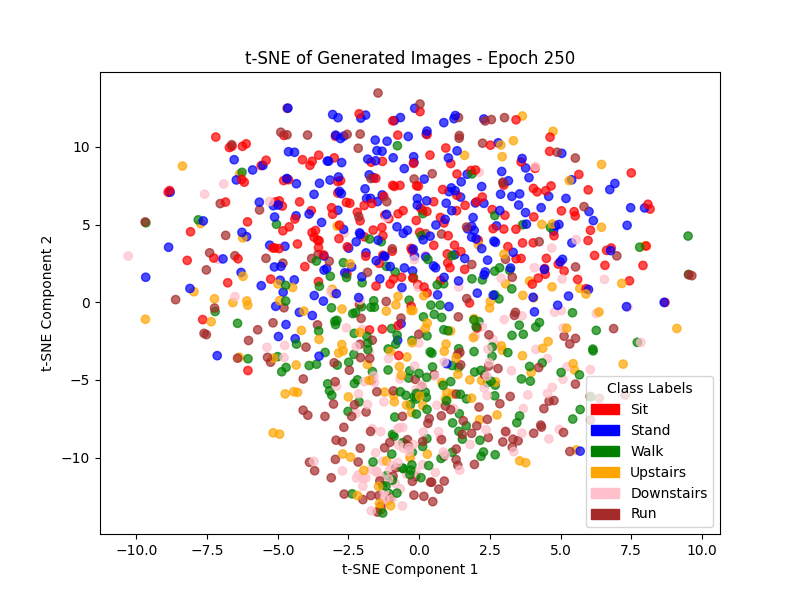 t-SNE of Generated Images - Epoch 250
t-SNE Component 2
10
5
0
−5
−10
−10.0 −7.5 −5.0 −2.5 0.0 2.5 5.0 7.5 10.0
t-SNE Component 1
Class Labels
Sit
Stand
Walk
Upstairs
Downstairs
Run